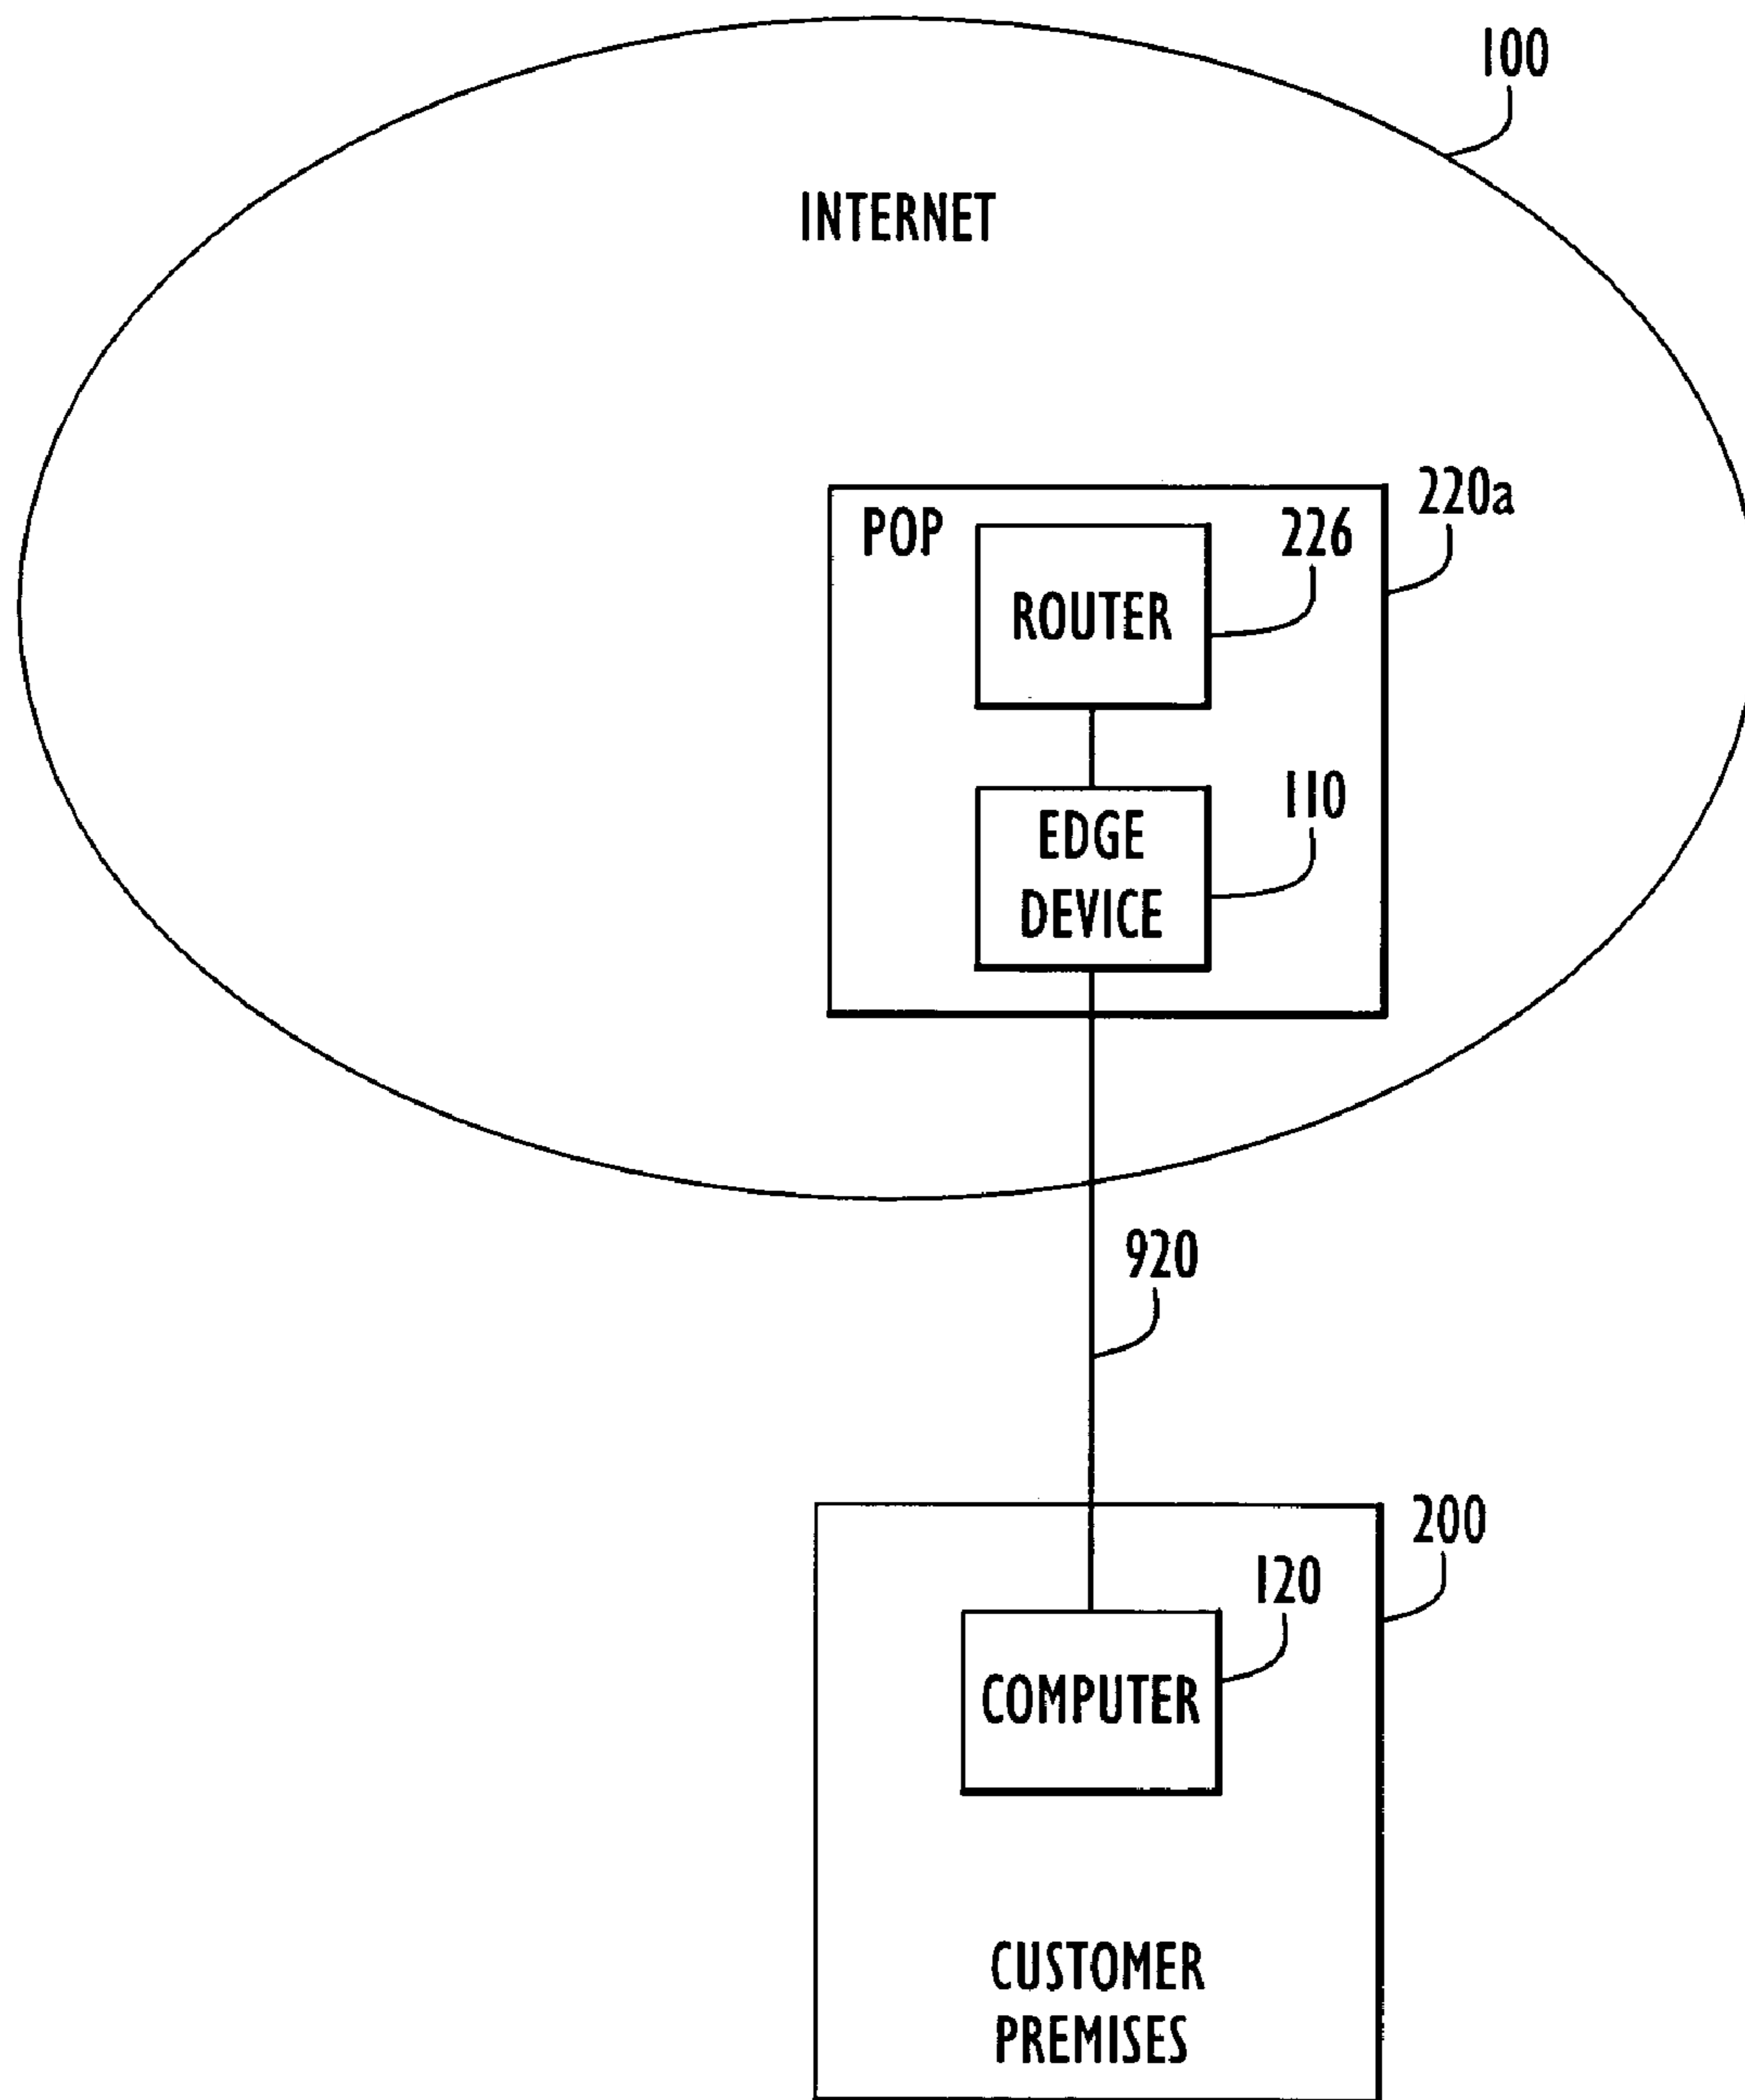 100
INTERNET
220a
POP
226
ROUTER
110
EDGE
DEVICE
920
200
120
COMPUTER
CUSTOMER
PREMISES